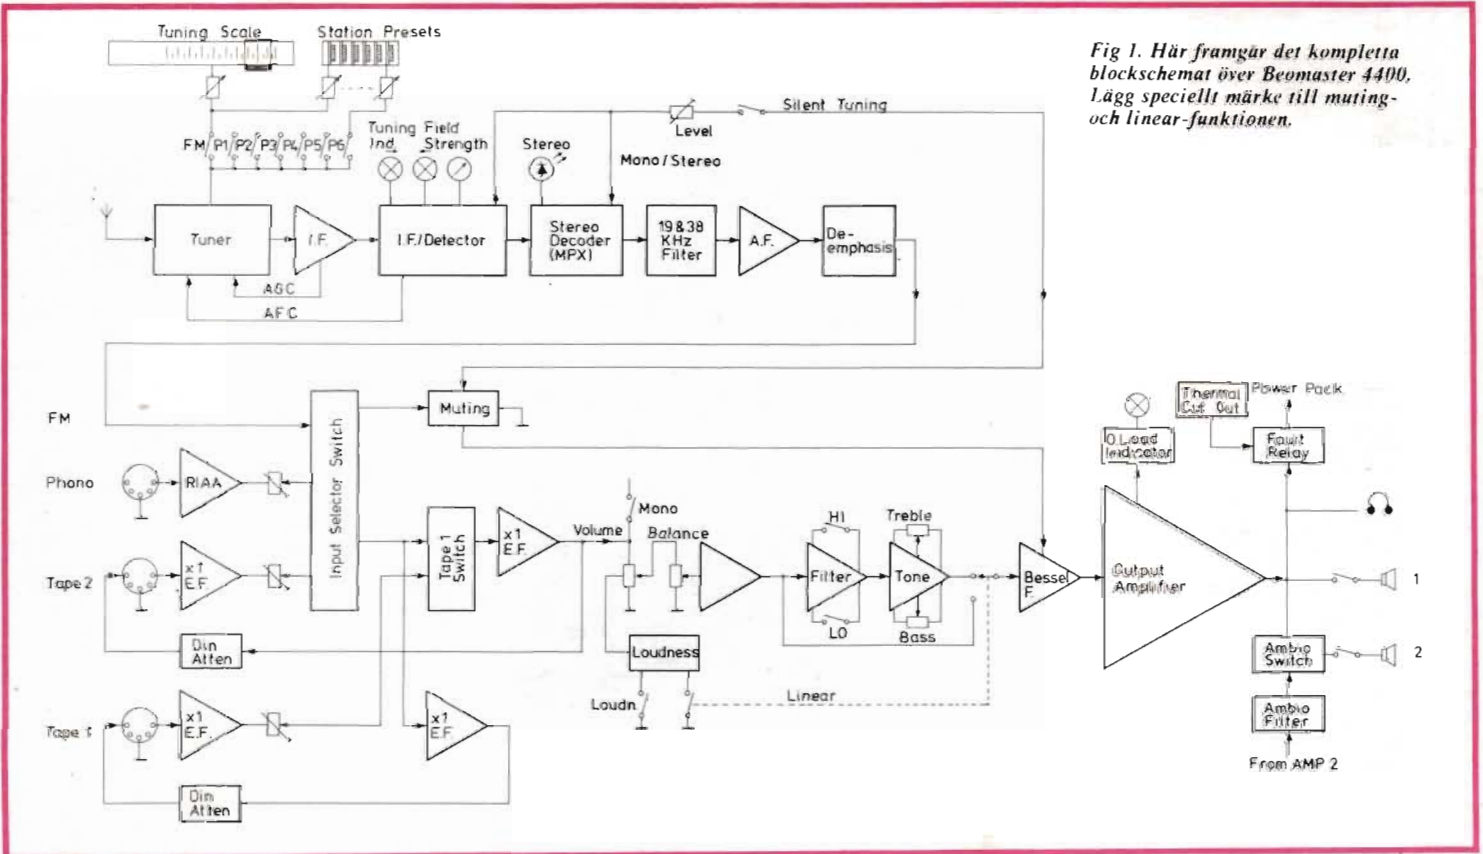 Tuning Scale
Station Presets
Fig 1. Här framgår det kompletta
blockschemat över Beomaster 4400.
Lägg speciellt märke till muting-
och linear-funktionen.
Silent Tuning
Level
Mono/Stereo
FM P1 P2 P3 P4 P5 P6
Tuning Field
Ind. Strength
Stereo
Tuner
I.F.
I.F./Detector
Stereo
Decoder
(MPX)
19&38
KHz
Filter
A.F.
De-
emphasis
AGC
AFC
FM
Phono
RIAA
Tape 2
x1
E.F.
Din
Atten
Tape 1
x1
E.F.
Din
Atten
Input Selector Switch
Muting
Tape 1
Switch
x1
E.F.
x1
E.F.
Volume
Mono
Balance
Loudness
Loudn.
Linear
HI
Filter
LO
Treble
Tone
Bass
Bessel
F.
O.Load
Indicator
Output
Amplifier
Thermal
Cut Out
Power Pack
Fault
Relay
1
2
Ambio
Switch
Ambio
Filter
From AMP 2